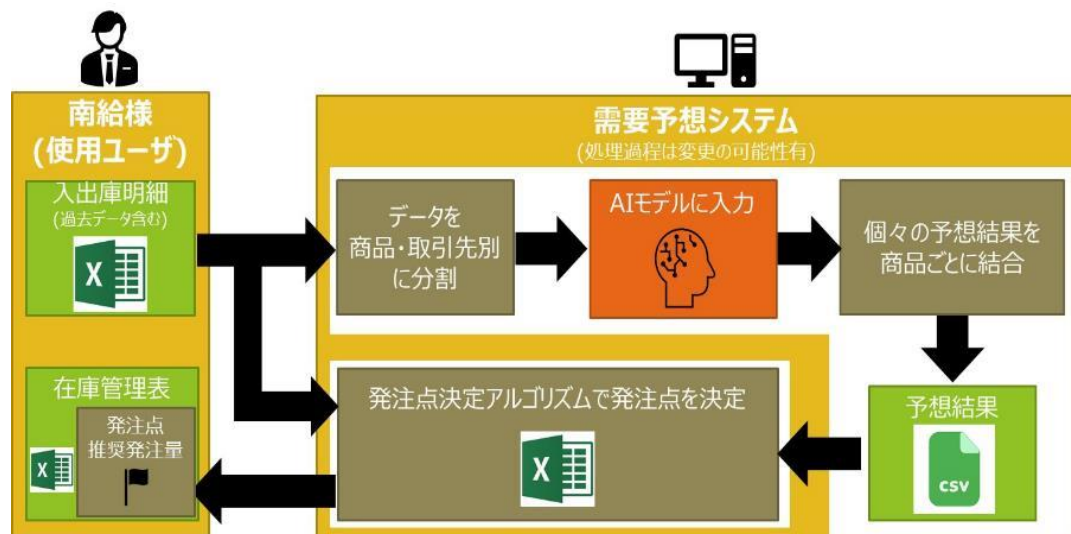 南給様
(使用ユーザ)
入出庫明細
(過去データ含む)
X
在庫管理表
X
発注点
推奨発注量
需要予想システム
(処理過程は変更の可能性有)
データを
商品・取引先別
に分割
AIモデルに入力
個々の予想結果を
商品ごとに結合
発注点決定アルゴリズムで発注点を決定
X
予想結果
CSV